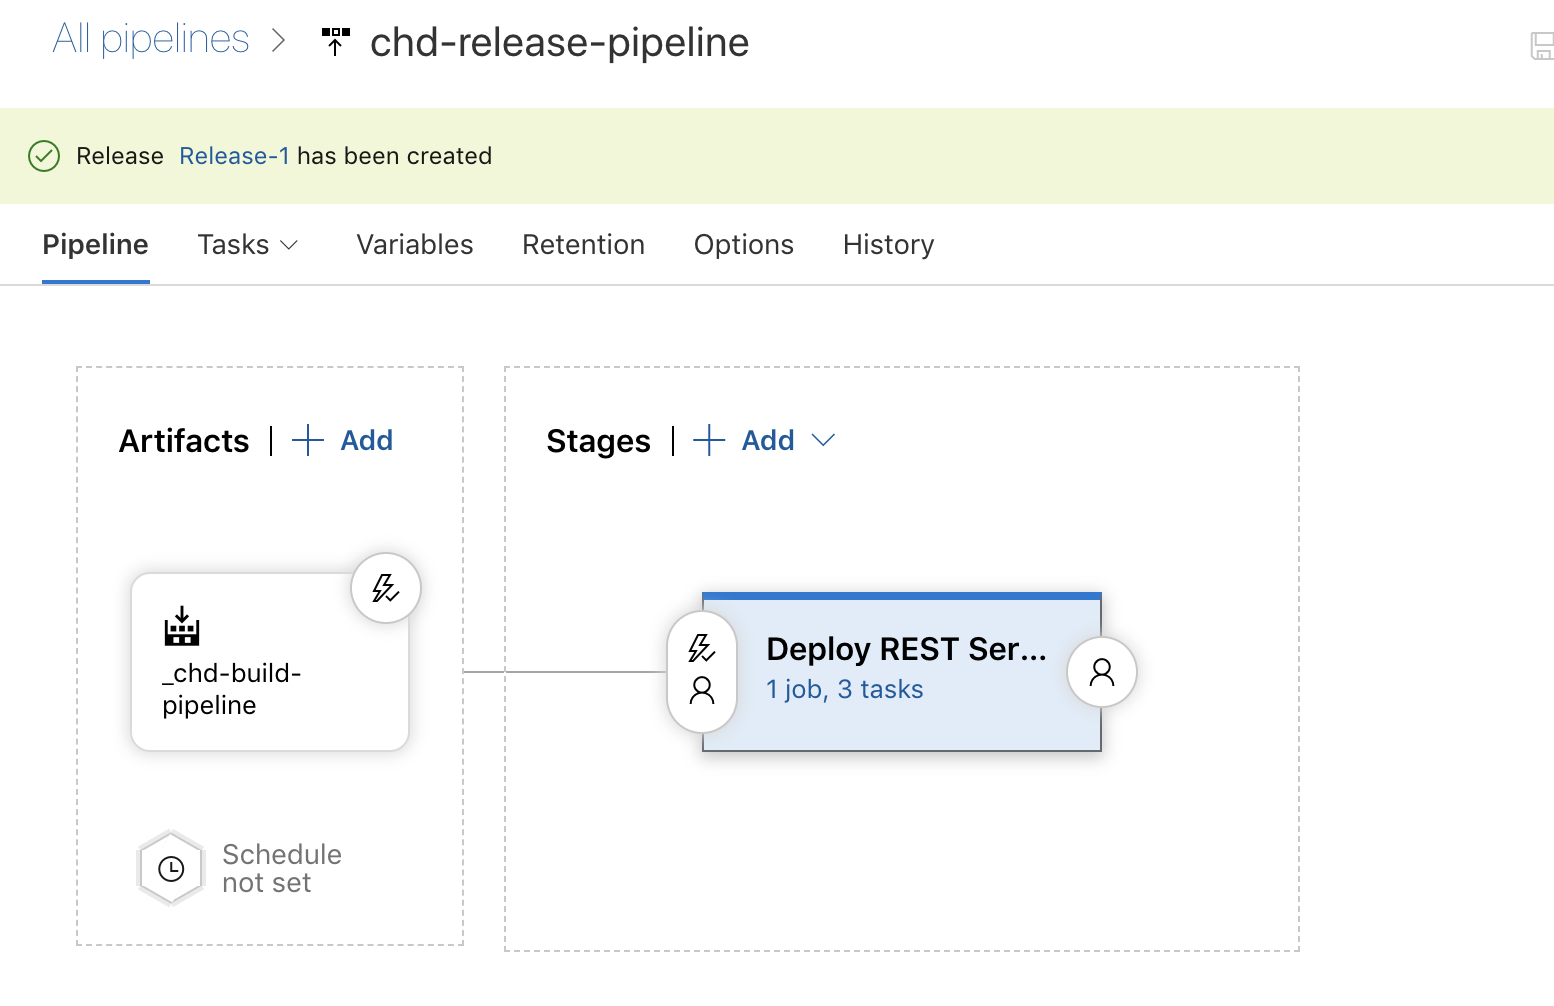 All pipelines > chd-release-pipeline
Release Release-1 has been created
Pipeline Tasks Variables Retention Options History
Artifacts | + Add
Stages | + Add
_chd-build-
pipeline
Deploy REST Ser...
1 job, 3 tasks
Schedule
not set